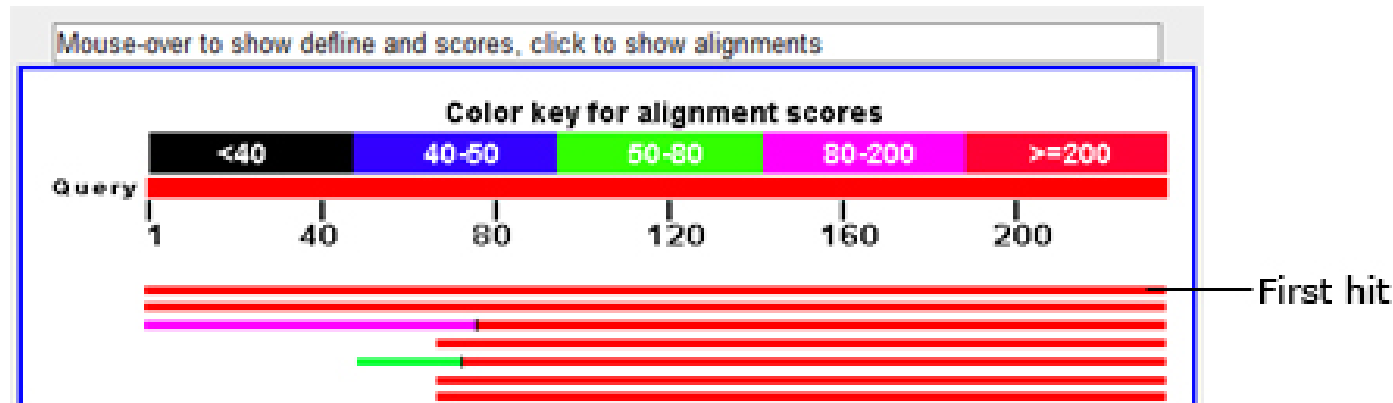 Mouse-over to show defline and scores, click to show alignments
Color key for alignment scores
<40 40-50 50-80 80-200 >=200
Query
1 40 80 120 160 200
First hit